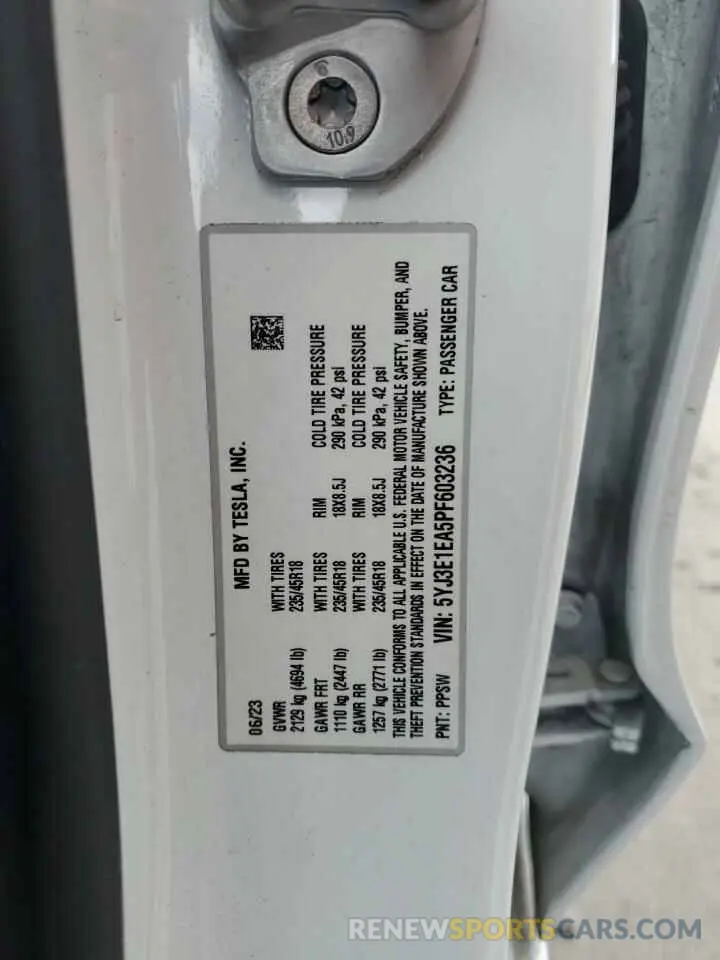 6
10.9
MFD BY TESLA, INC.
06/23
GVWR WITH TIRES
2129 kg (4694 lb) 235/45R18
GAWR FRT WITH TIRES RIM COLD TIRE PRESSURE
1110 kg (2447 lb) 235/45R18 18X8.5J 290 kPa, 42 psi
GAWR RR WITH TIRES RIM COLD TIRE PRESSURE
1257 kg (2771 lb) 235/45R18 18X8.5J 290 kPa, 42 psi
THIS VEHICLE CONFORMS TO ALL APPLICABLE U.S. FEDERAL MOTOR VEHICLE SAFETY, BUMPER, AND
THEFT PREVENTION STANDARDS IN EFFECT ON THE DATE OF MANUFACTURE SHOWN ABOVE.
PNT: PPSW VIN: 5YJ3E1EA5PF603236 TYPE: PASSENGER CAR
RENEWSPORTSCARS.COM